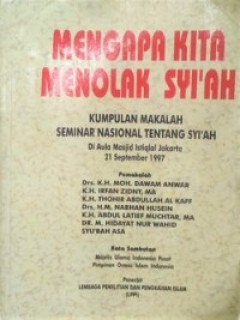 MENGAPA KITA
MENOLAK SYI'AH
KUMPULAN MAKALAH
SEMINAR NASIONAL TENTANG SYI'AH
Di Aula Masjid Istiqlal Jakarta
21 September 1997
Pemakalah
Drs. K.H. MOH. DAWAM ANWAR
K.H. IRFAN ZIDNY, MA
K.H. THOHIR ABDULLAH AL KAFF
Drs. H.M. NABHAN HUSEIN
K.H. ABDUL LATIEF MUCHTAR, MA
DR. M. HIDAYAT NUR WAHID
SYU'BAH ASA
Kata Sambutan
Majelis Ulama Indonesia Pusat
Pimpinan Ormas Islam Indonesia
Penerbit
LEMBAGA PENELITIAN DAN PENGKAJIAN ISLAM
(LPPI)